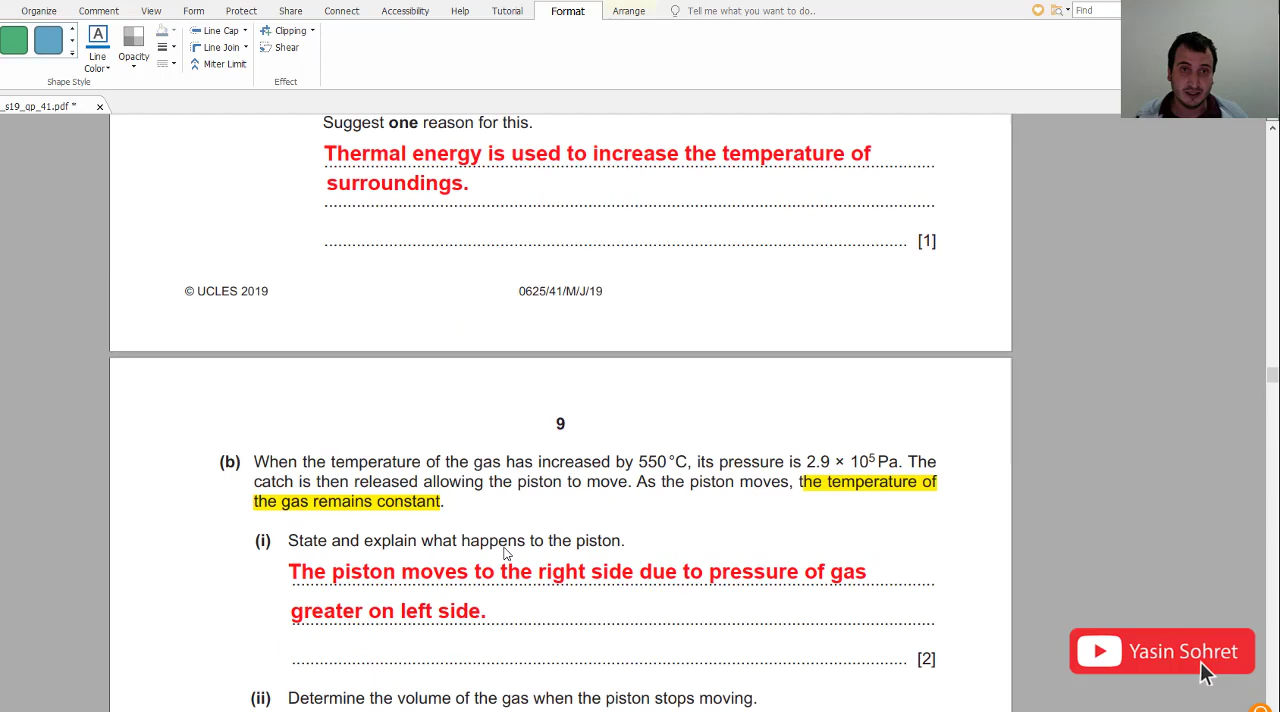 Organize Comment View Form Protect Share Connect Accessibility Help Tutorial Format Arrange Tell me what you want to do.. Find
Line Color
Opacity
Line Cap
Line Join
Miter Limit
Clipping
Shear
Shape Style
Effect
_s19_qp_41.pdf *
Suggest one reason for this.
Thermal energy is used to increase the temperature of
surroundings.
[1]
© UCLES 2019 0625/41/M/J/19
9
(b) When the temperature of the gas has increased by 550 °C, its pressure is 2.9 × 10⁵ Pa. The
catch is then released allowing the piston to move. As the piston moves, the temperature of
the gas remains constant.
(i) State and explain what happens to the piston.
The piston moves to the right side due to pressure of gas
greater on left side.
[2]
(ii) Determine the volume of the gas when the piston stops moving.
Yasin Sohret